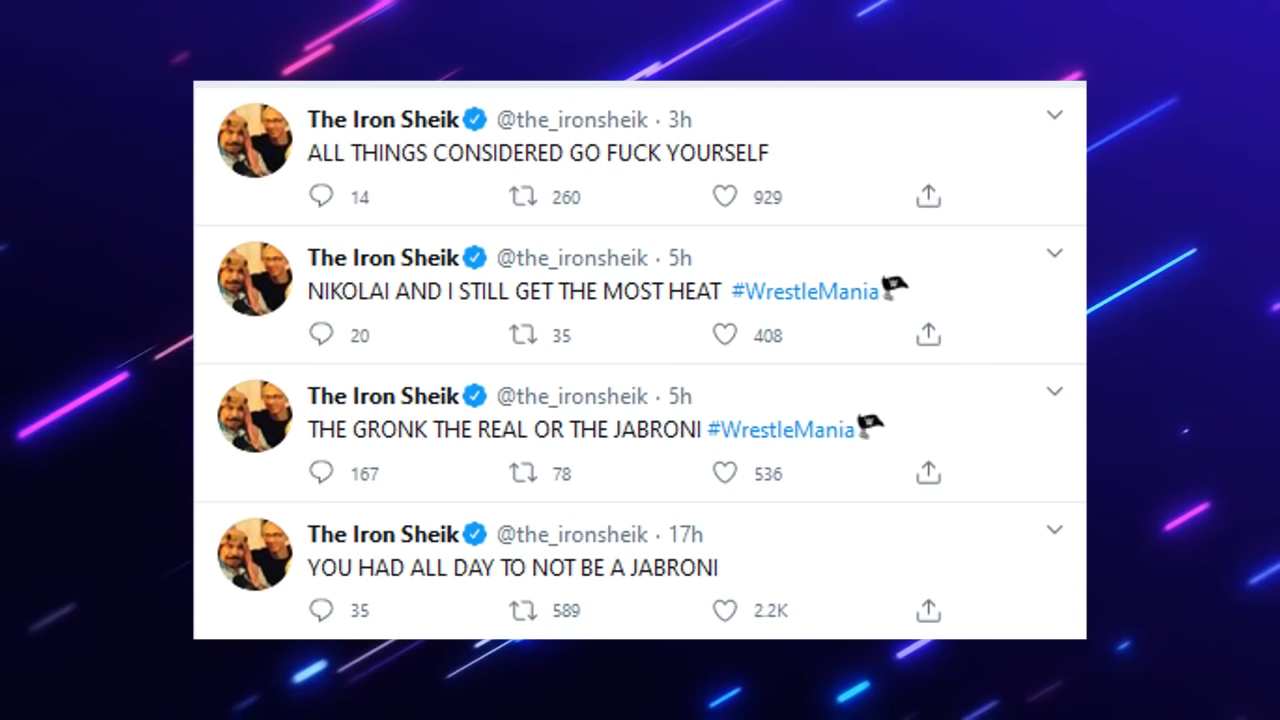 The Iron Sheik @the_ironsheik · 3h
ALL THINGS CONSIDERED GO FUCK YOURSELF
14 260 929
The Iron Sheik @the_ironsheik · 5h
NIKOLAI AND I STILL GET THE MOST HEAT #WrestleMania
20 35 408
The Iron Sheik @the_ironsheik · 5h
THE GRONK THE REAL OR THE JABRONI #WrestleMania
167 78 536
The Iron Sheik @the_ironsheik · 17h
YOU HAD ALL DAY TO NOT BE A JABRONI
35 589 2.2K